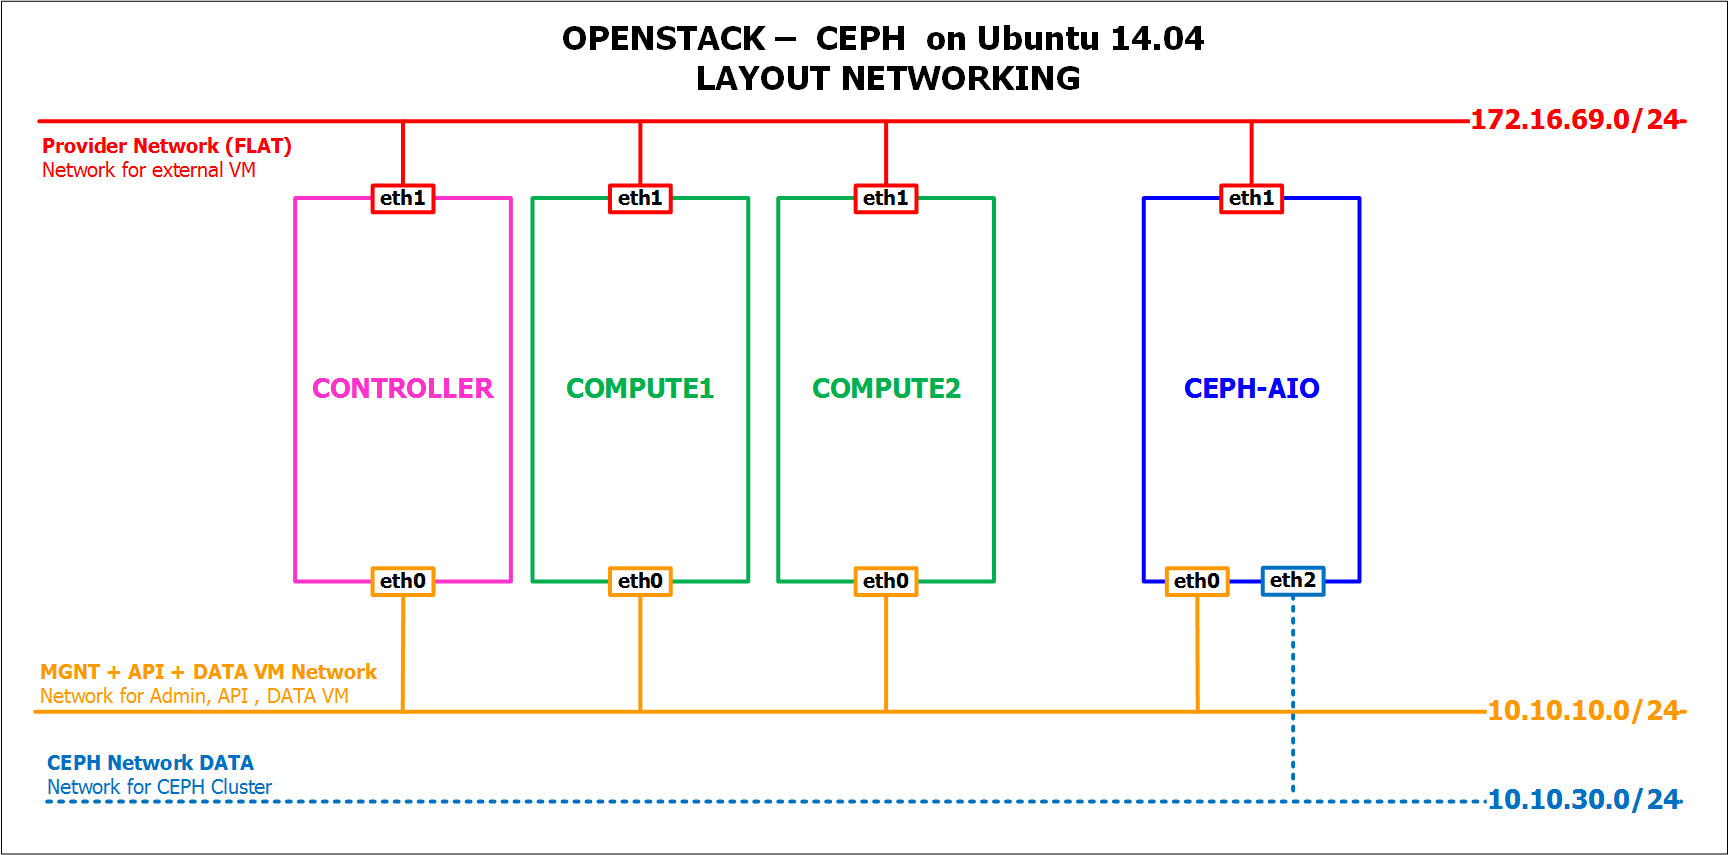 OPENSTACK – CEPH on Ubuntu 14.04
LAYOUT NETWORKING
172.16.69.0/24
Provider Network (FLAT)
Network for external VM
eth1
eth1
eth1
eth1
CONTROLLER
COMPUTE1
COMPUTE2
CEPH-AIO
eth0
eth0
eth0
eth0
eth2
MGNT + API + DATA VM Network
Network for Admin, API , DATA VM
10.10.10.0/24
CEPH Network DATA
Network for CEPH Cluster
10.10.30.0/24